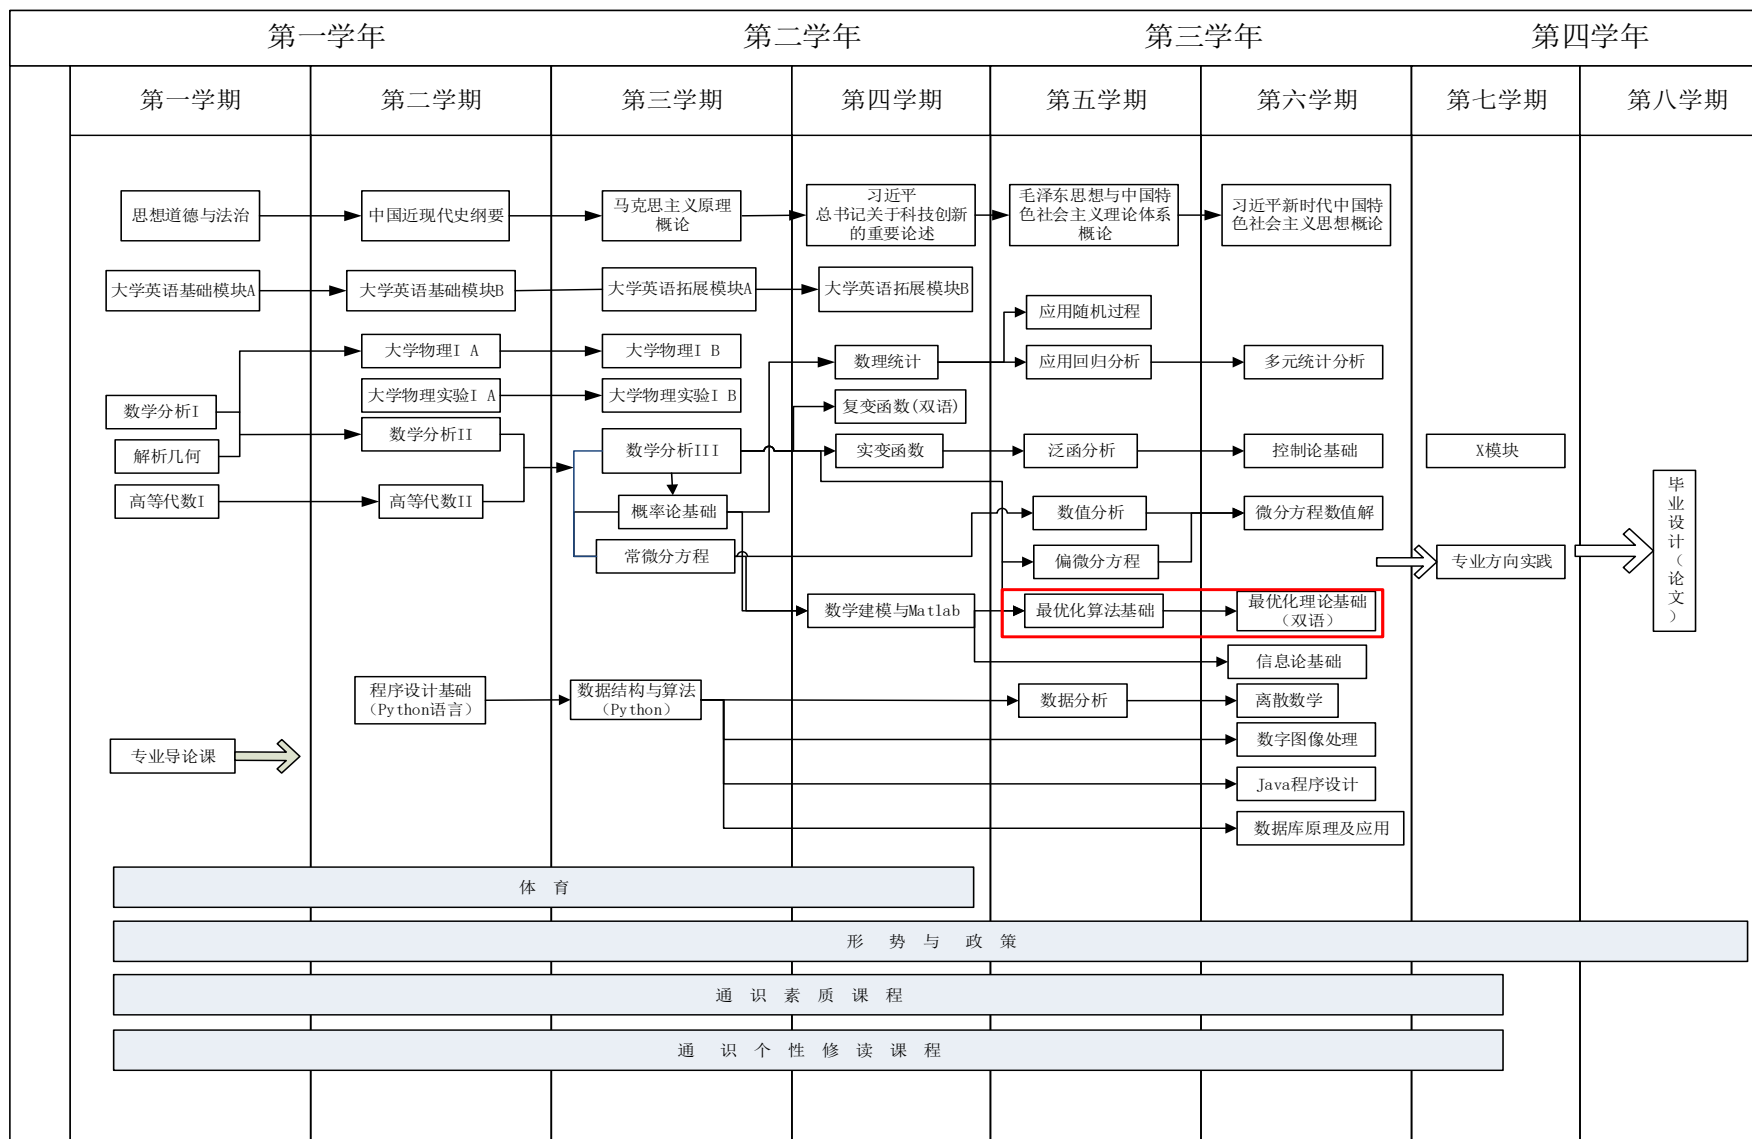 第一学年
第二学年
第三学年
第四学年
第一学期
第二学期
第三学期
第四学期
第五学期
第六学期
第七学期
第八学期
思想道德与法治
中国近现代史纲要
马克思主义原理
概论
习近平
总书记关于科技创新
的重要论述
毛泽东思想与中国特
色社会主义理论体系
概论
习近平新时代中国特
色社会主义思想概论
大学英语基础模块A
大学英语基础模块B
大学英语拓展模块A
大学英语拓展模块B
应用随机过程
大学物理I A
大学物理I B
数理统计
应用回归分析
多元统计分析
大学物理实验I A
大学物理实验I B
数学分析I
复变函数(双语)
数学分析II
解析几何
数学分析III
实变函数
泛函分析
控制论基础
X模块
高等代数I
高等代数II
概率论基础
数值分析
微分方程数值解
常微分方程
偏微分方程
专业方向实践
毕业设计（论文）
数学建模与Matlab
最优化算法基础
最优化理论基础
（双语）
信息论基础
程序设计基础
（Python语言）
数据结构与算法
（Python）
数据分析
离散数学
数字图像处理
专业导论课
Java程序设计
数据库原理及应用
体 育
形 势 与 政 策
通 识 素 质 课 程
通 识 个 性 修 读 课 程